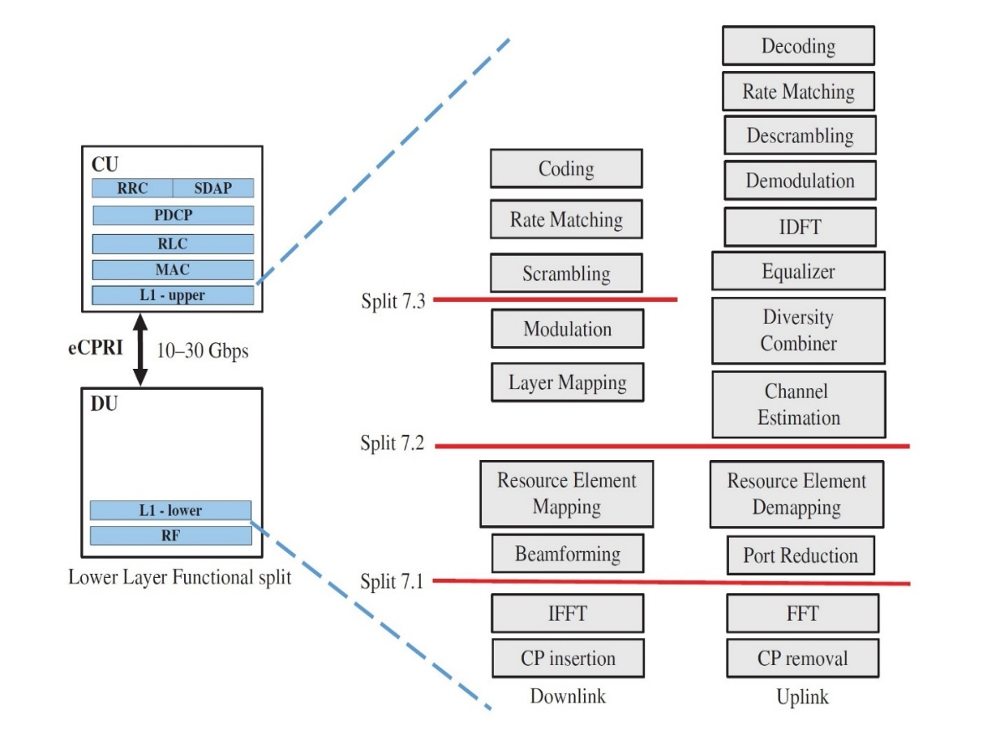 CU
RRC SDAP
PDCP
RLC
MAC
L1 - upper
eCPRI 10–30 Gbps
DU
L1 - lower
RF
Lower Layer Functional split
Split 7.3
Split 7.2
Split 7.1
Coding
Rate Matching
Scrambling
Modulation
Layer Mapping
Resource Element
Mapping
Beamforming
IFFT
CP insertion
Downlink
Decoding
Rate Matching
Descrambling
Demodulation
IDFT
Equalizer
Diversity
Combiner
Channel
Estimation
Resource Element
Demapping
Port Reduction
FFT
CP removal
Uplink